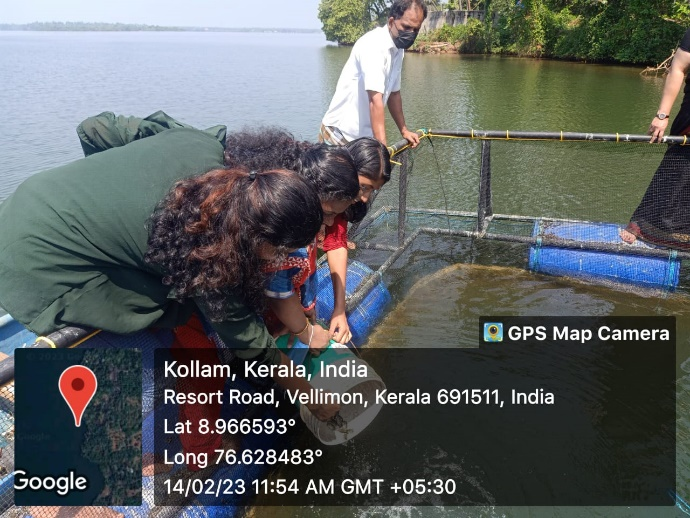 GPS Map Camera
Kollam, Kerala, India
Resort Road, Vellimon, Kerala 691511, India
Lat 8.966593°
Long 76.628483°
14/02/23 11:54 AM GMT +05:30
Google